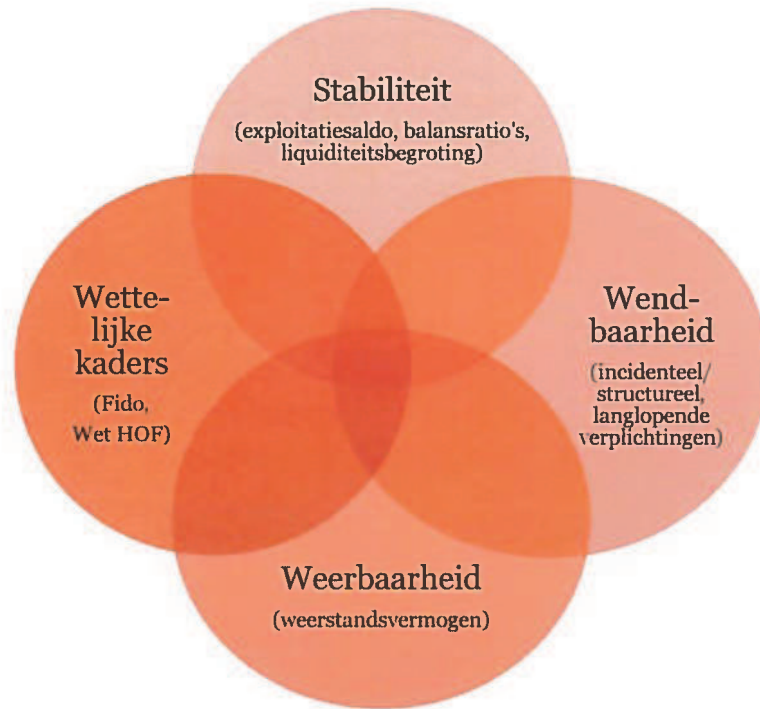 Stabiliteit
(exploitatiesaldo, balansratio's,
liquiditeitsbegroting)
Wette-
lijke
kaders
(Fido,
Wet HOF)
Wend-
baarheid
(incidenteel/
structureel,
langlopende
verplichtingen)
Weerbaarheid
(weerstandsvermogen)